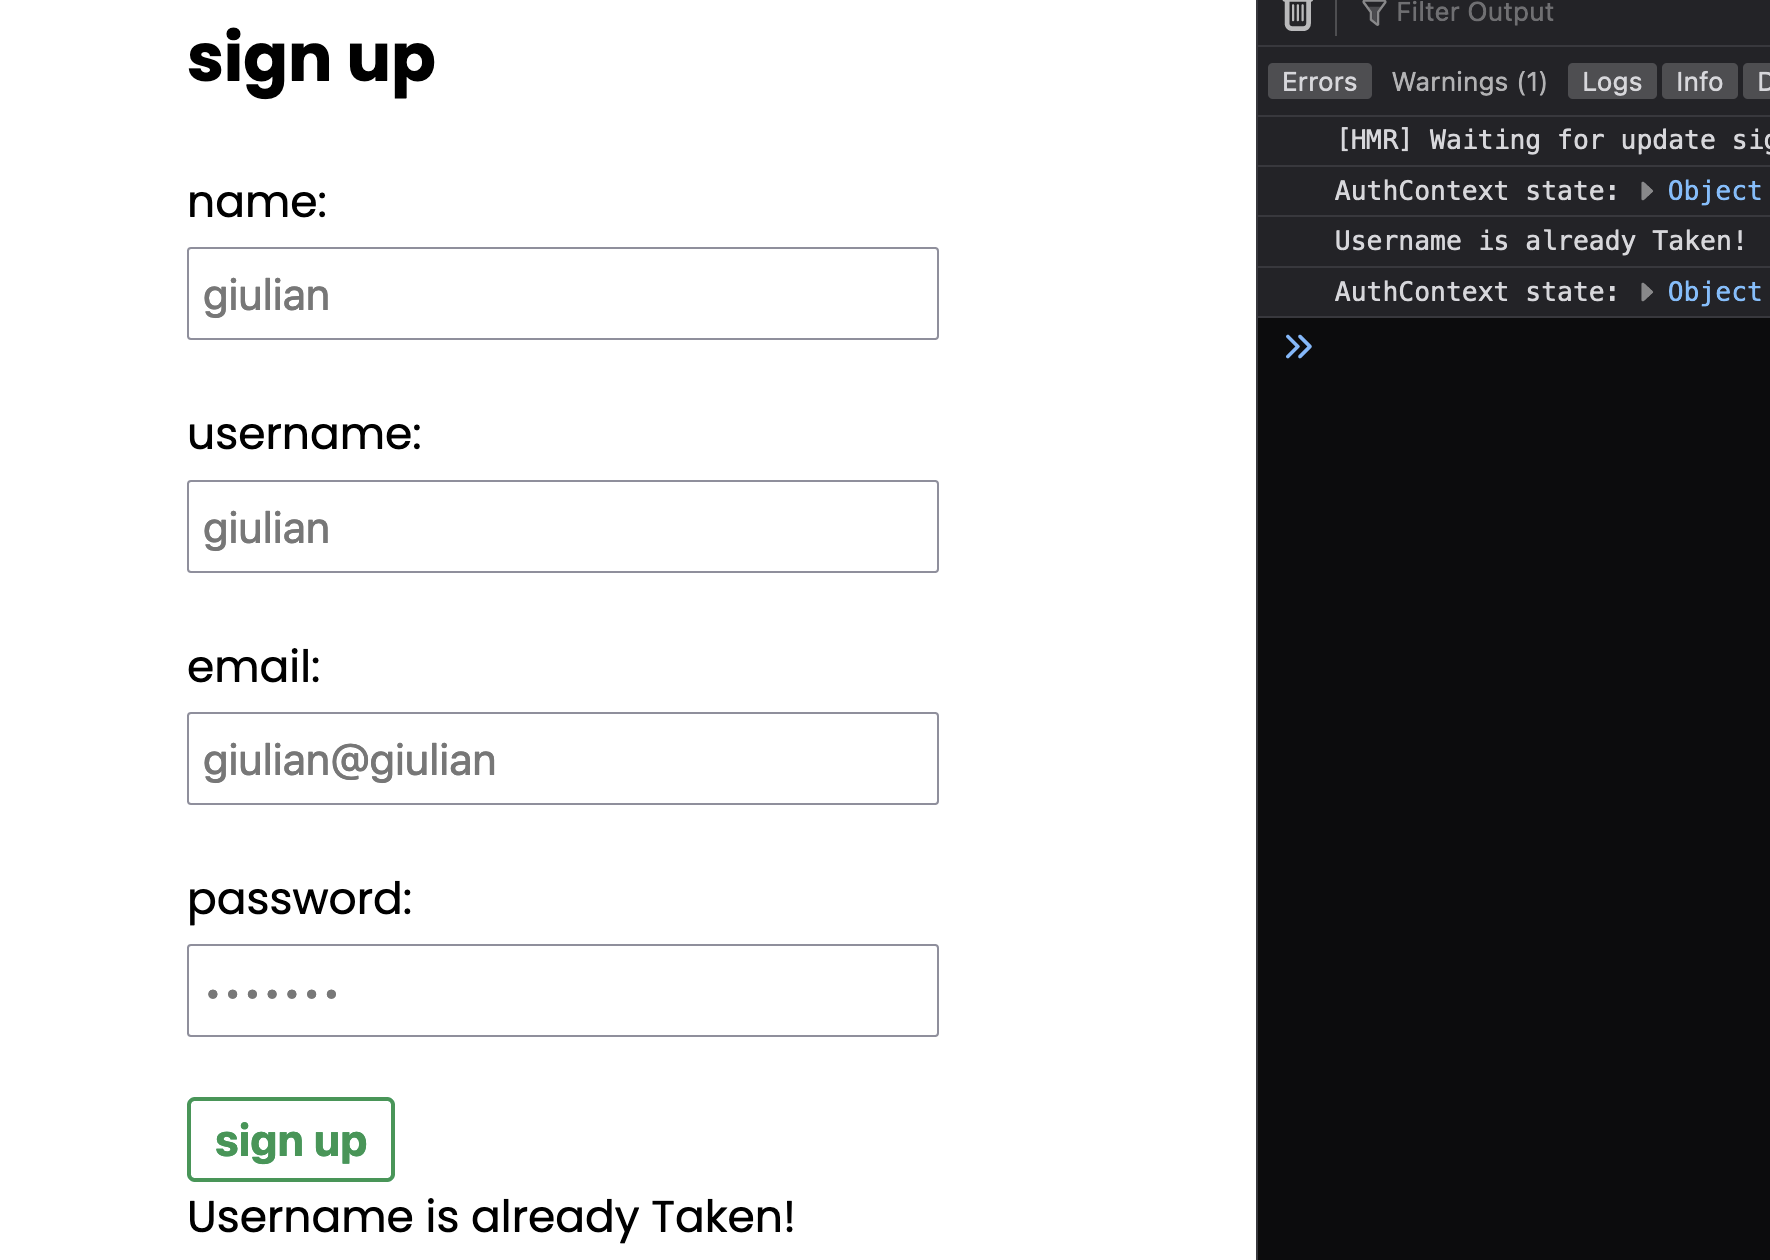 sign up
name:
giulian
username:
giulian
email:
giulian@giulian
password:
•••••••
sign up
Username is already Taken!
Filter Output
Errors Warnings (1) Logs Info D
[HMR] Waiting for update sig
AuthContext state: ▶ Object
Username is already Taken!
AuthContext state: ▶ Object